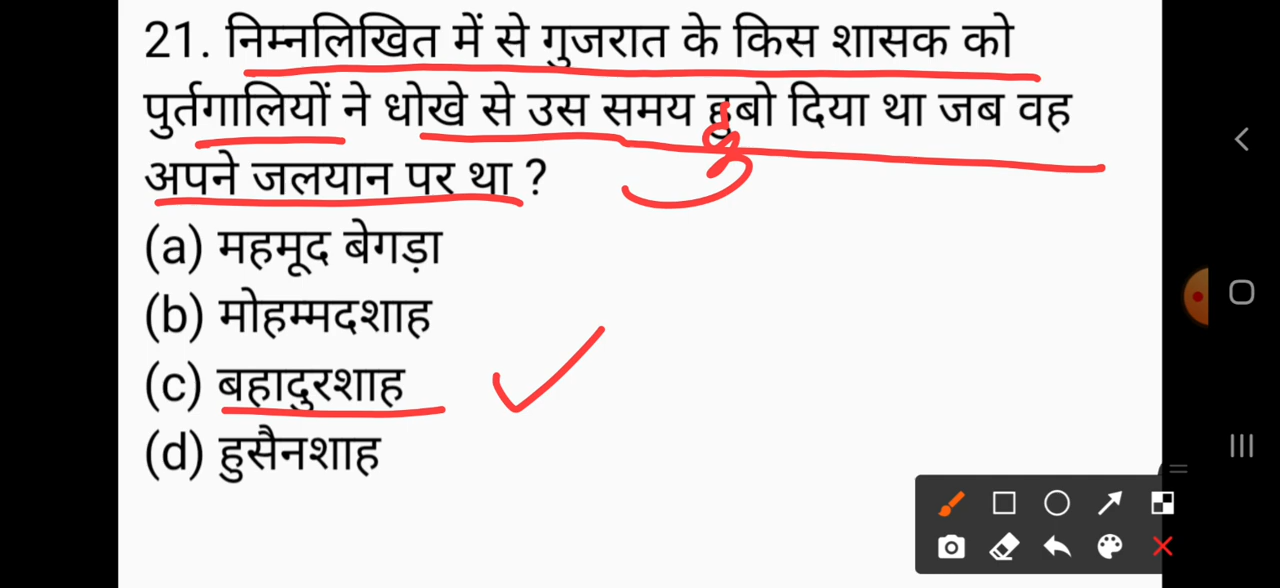 21. निम्नलिखित में से गुजरात के किस शासक को
पुर्तगालियों ने धोखे से उस समय हुबो दिया था जब वह
अपने जलयान पर था ?
(a) महमूद बेगड़ा
(b) मोहम्मदशाह
(c) बहादुरशाह
(d) हुसैनशाह